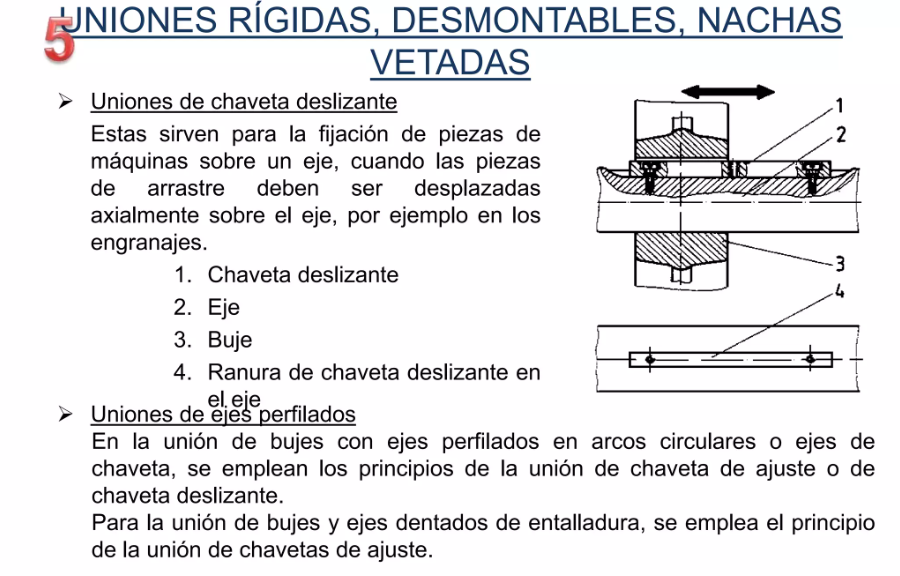 5
UNIONES RÍGIDAS, DESMONTABLES, NACHAS
VETADAS
➢ Uniones de chaveta deslizante
Estas sirven para la fijación de piezas de
máquinas sobre un eje, cuando las piezas
de arrastre deben ser desplazadas
axialmente sobre el eje, por ejemplo en los
engranajes.
1. Chaveta deslizante
2. Eje
3. Buje
4. Ranura de chaveta deslizante en
el eje
1
2
3
4
➢ Uniones de ejes perfilados
En la unión de bujes con ejes perfilados en arcos circulares o ejes de
chaveta, se emplean los principios de la unión de chaveta de ajuste o de
chaveta deslizante.
Para la unión de bujes y ejes dentados de entalladura, se emplea el principio
de la unión de chavetas de ajuste.